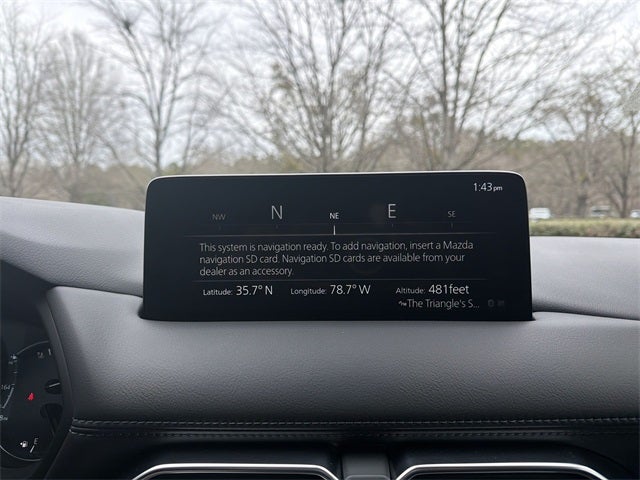 1:43pm
NW N NE E SE
This system is navigation ready. To add navigation, insert a Mazda
navigation SD card. Navigation SD cards are available from your
dealer as an accessory.
Latitude: 35.7° N Longitude: 78.7° W Altitude: 481feet
The Triangle's S...
164
E